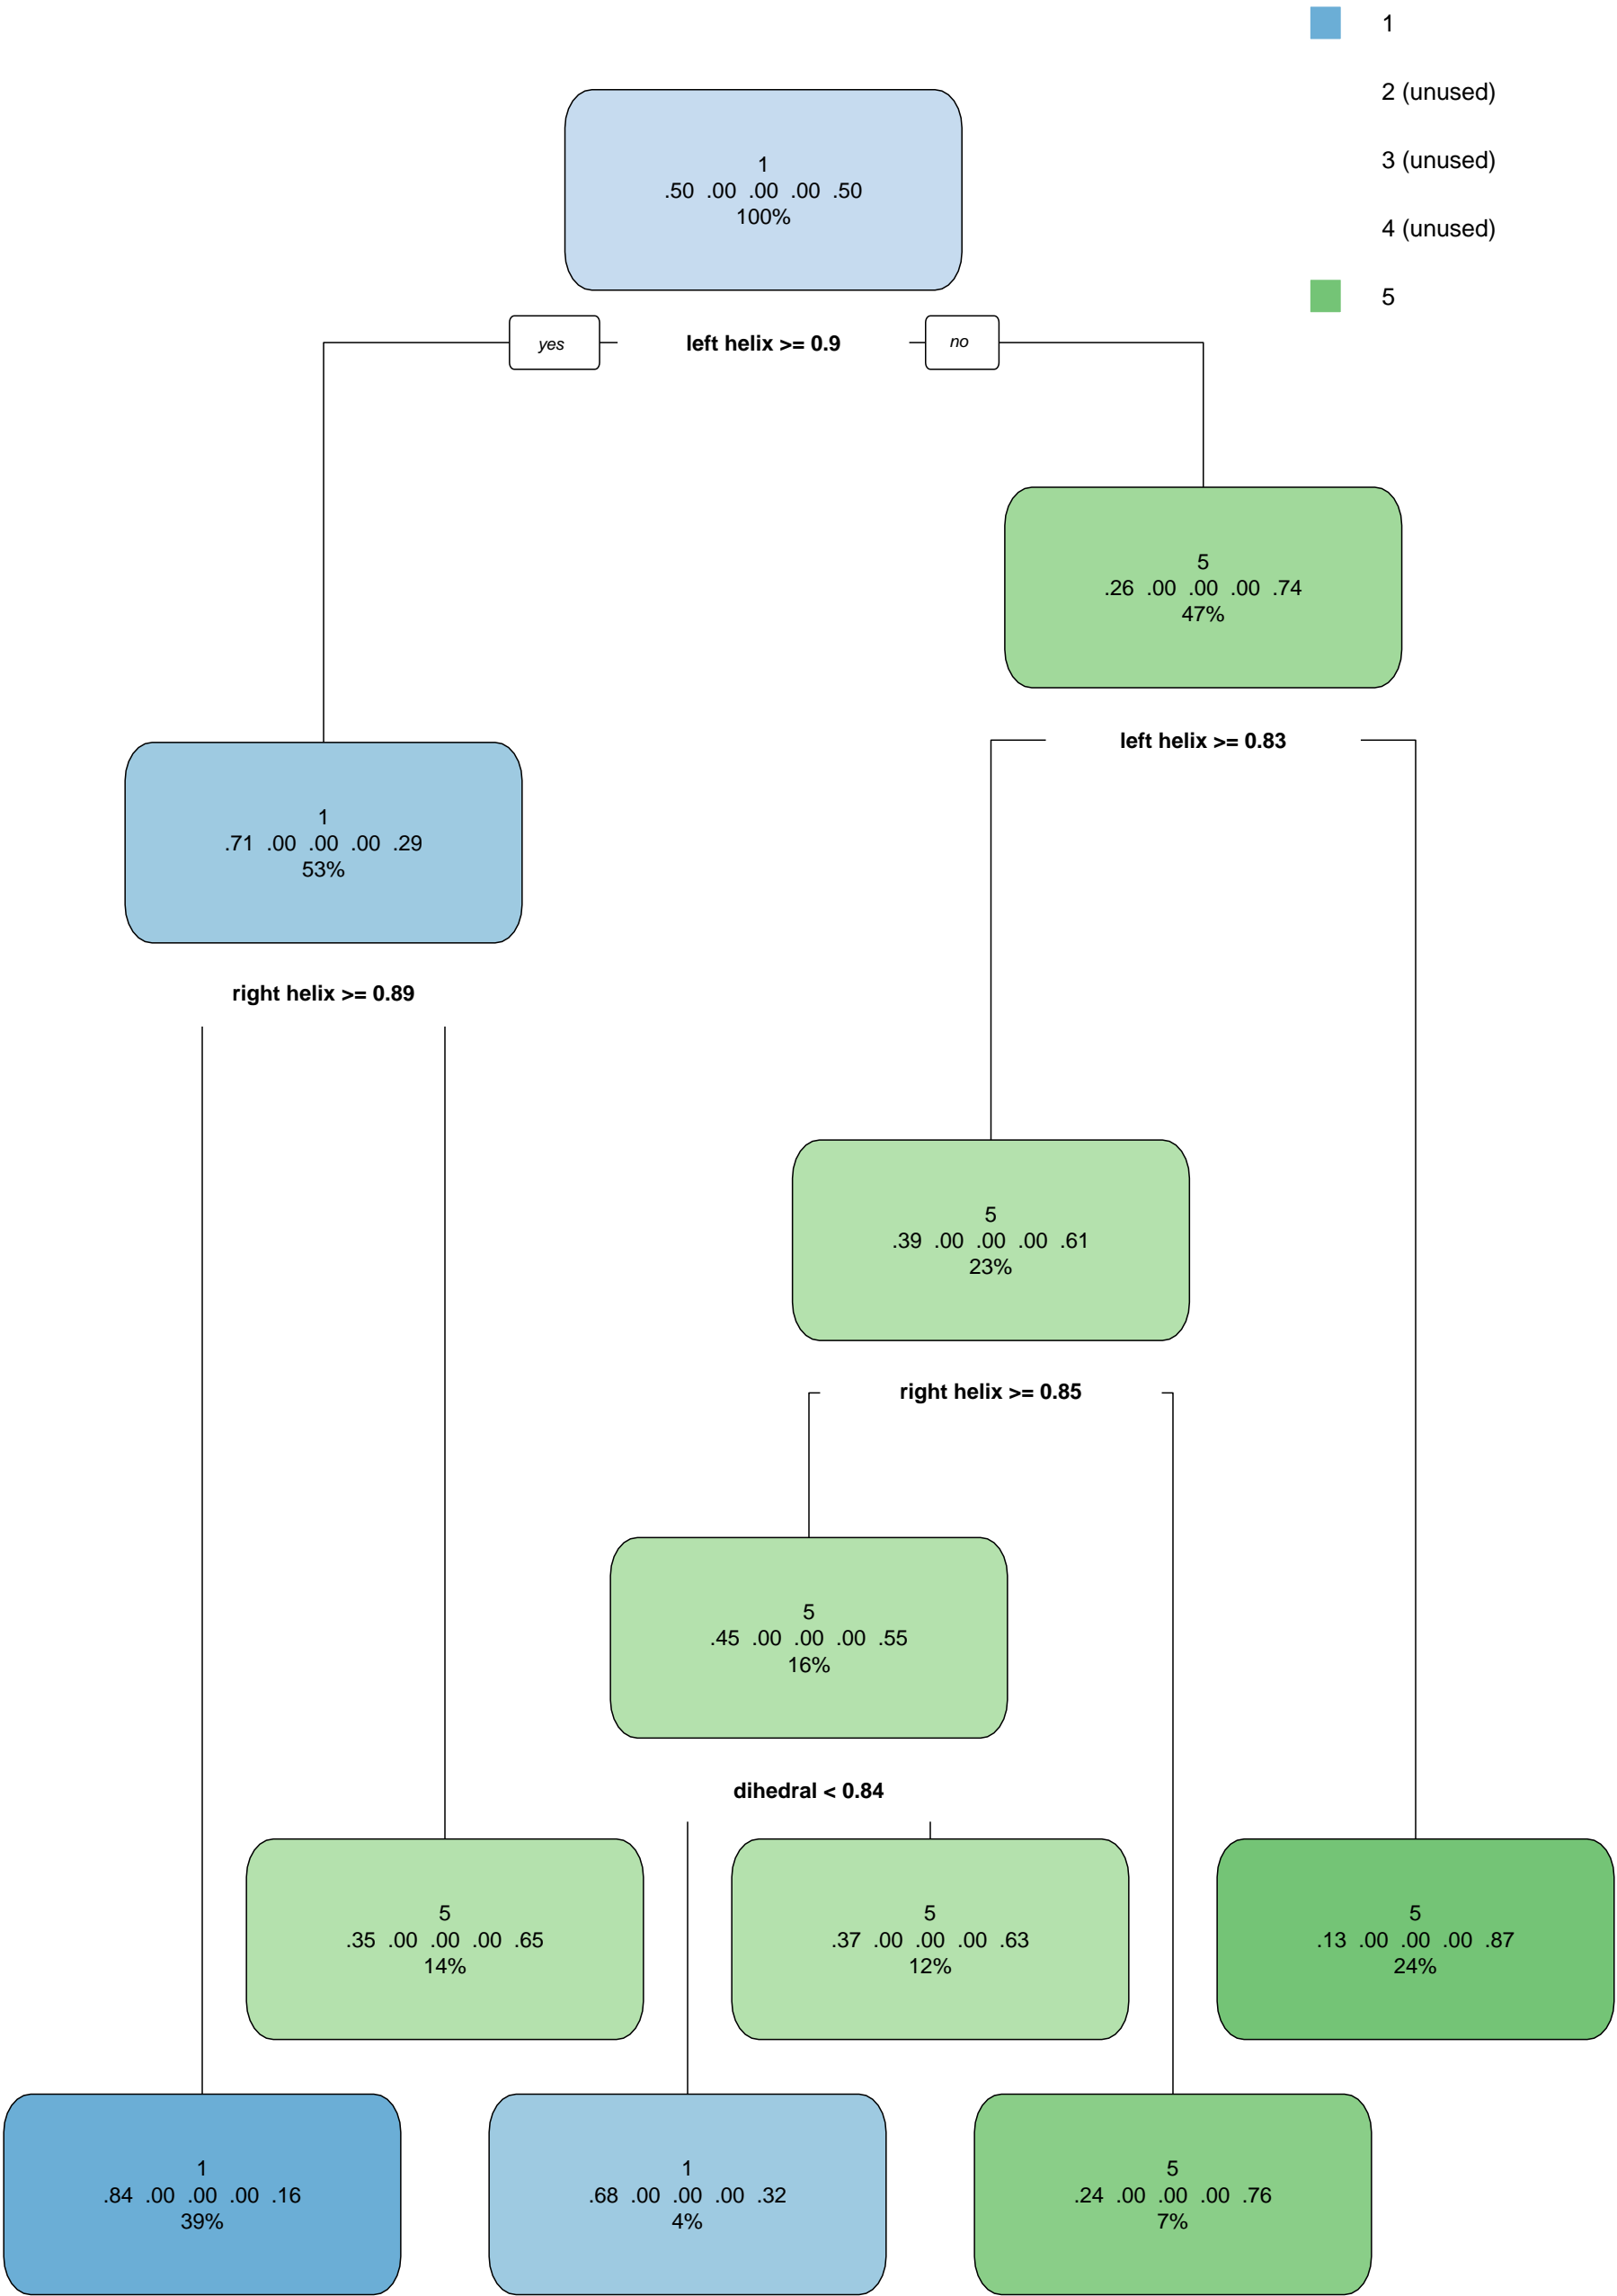 1
2 (unused)
3 (unused)
4 (unused)
5
1
.50 .00 .00 .00 .50
100%
yes
left helix >= 0.9
no
5
.26 .00 .00 .00 .74
47%
left helix >= 0.83
1
.71 .00 .00 .00 .29
53%
right helix >= 0.89
5
.39 .00 .00 .00 .61
23%
right helix >= 0.85
5
.45 .00 .00 .00 .55
16%
dihedral < 0.84
5
.35 .00 .00 .00 .65
14%
5
.37 .00 .00 .00 .63
12%
5
.13 .00 .00 .00 .87
24%
1
.84 .00 .00 .00 .16
39%
1
.68 .00 .00 .00 .32
4%
5
.24 .00 .00 .00 .76
7%